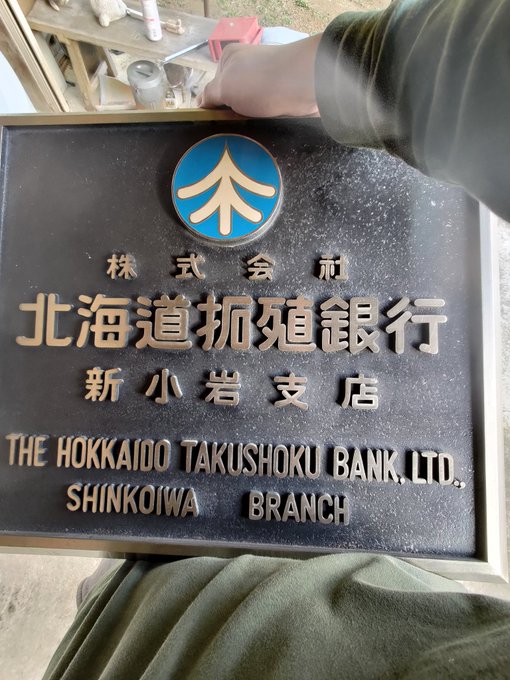 株式会社
北海道拓殖銀行
新小岩支店
THE HOKKAIDO TAKUSHOKU BANK, LTD.,
SHINKOIWA BRANCH